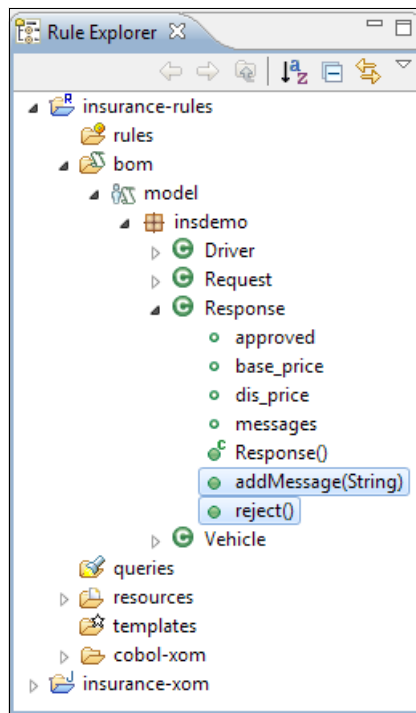 Rule Explorer
insurance-rules
rules
bom
model
insdemo
Driver
Request
Response
approved
base_price
dis_price
messages
Response()
addMessage(String)
reject()
Vehicle
queries
resources
templates
cobol-xom
insurance-xom